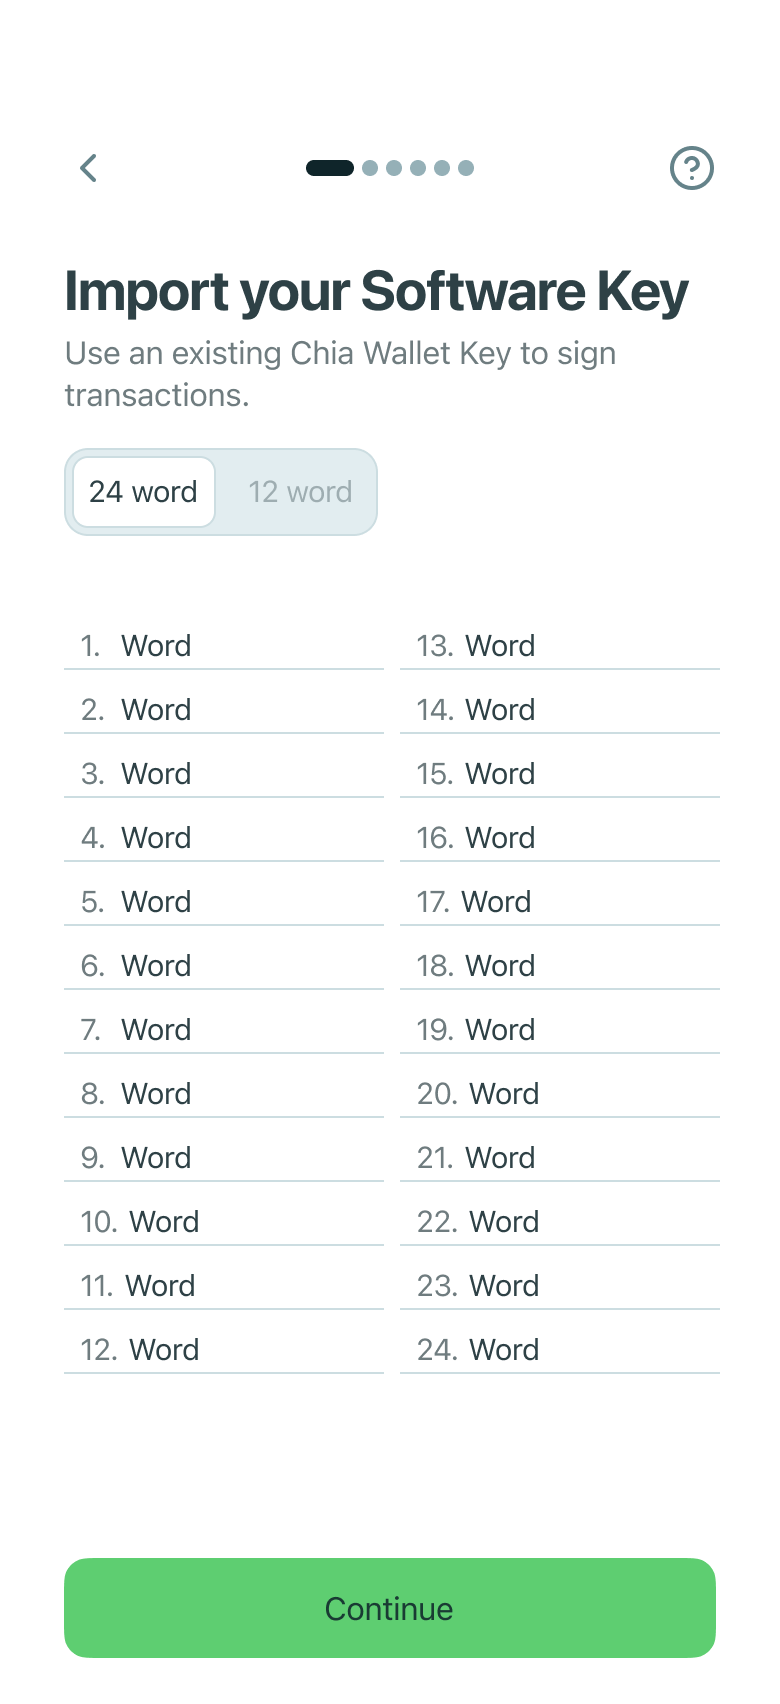 Import your Software Key
Use an existing Chia Wallet Key to sign
transactions.
24 word
12 word
1. Word
2. Word
3. Word
4. Word
5. Word
6. Word
7. Word
8. Word
9. Word
10. Word
11. Word
12. Word
13. Word
14. Word
15. Word
16. Word
17. Word
18. Word
19. Word
20. Word
21. Word
22. Word
23. Word
24. Word
Continue